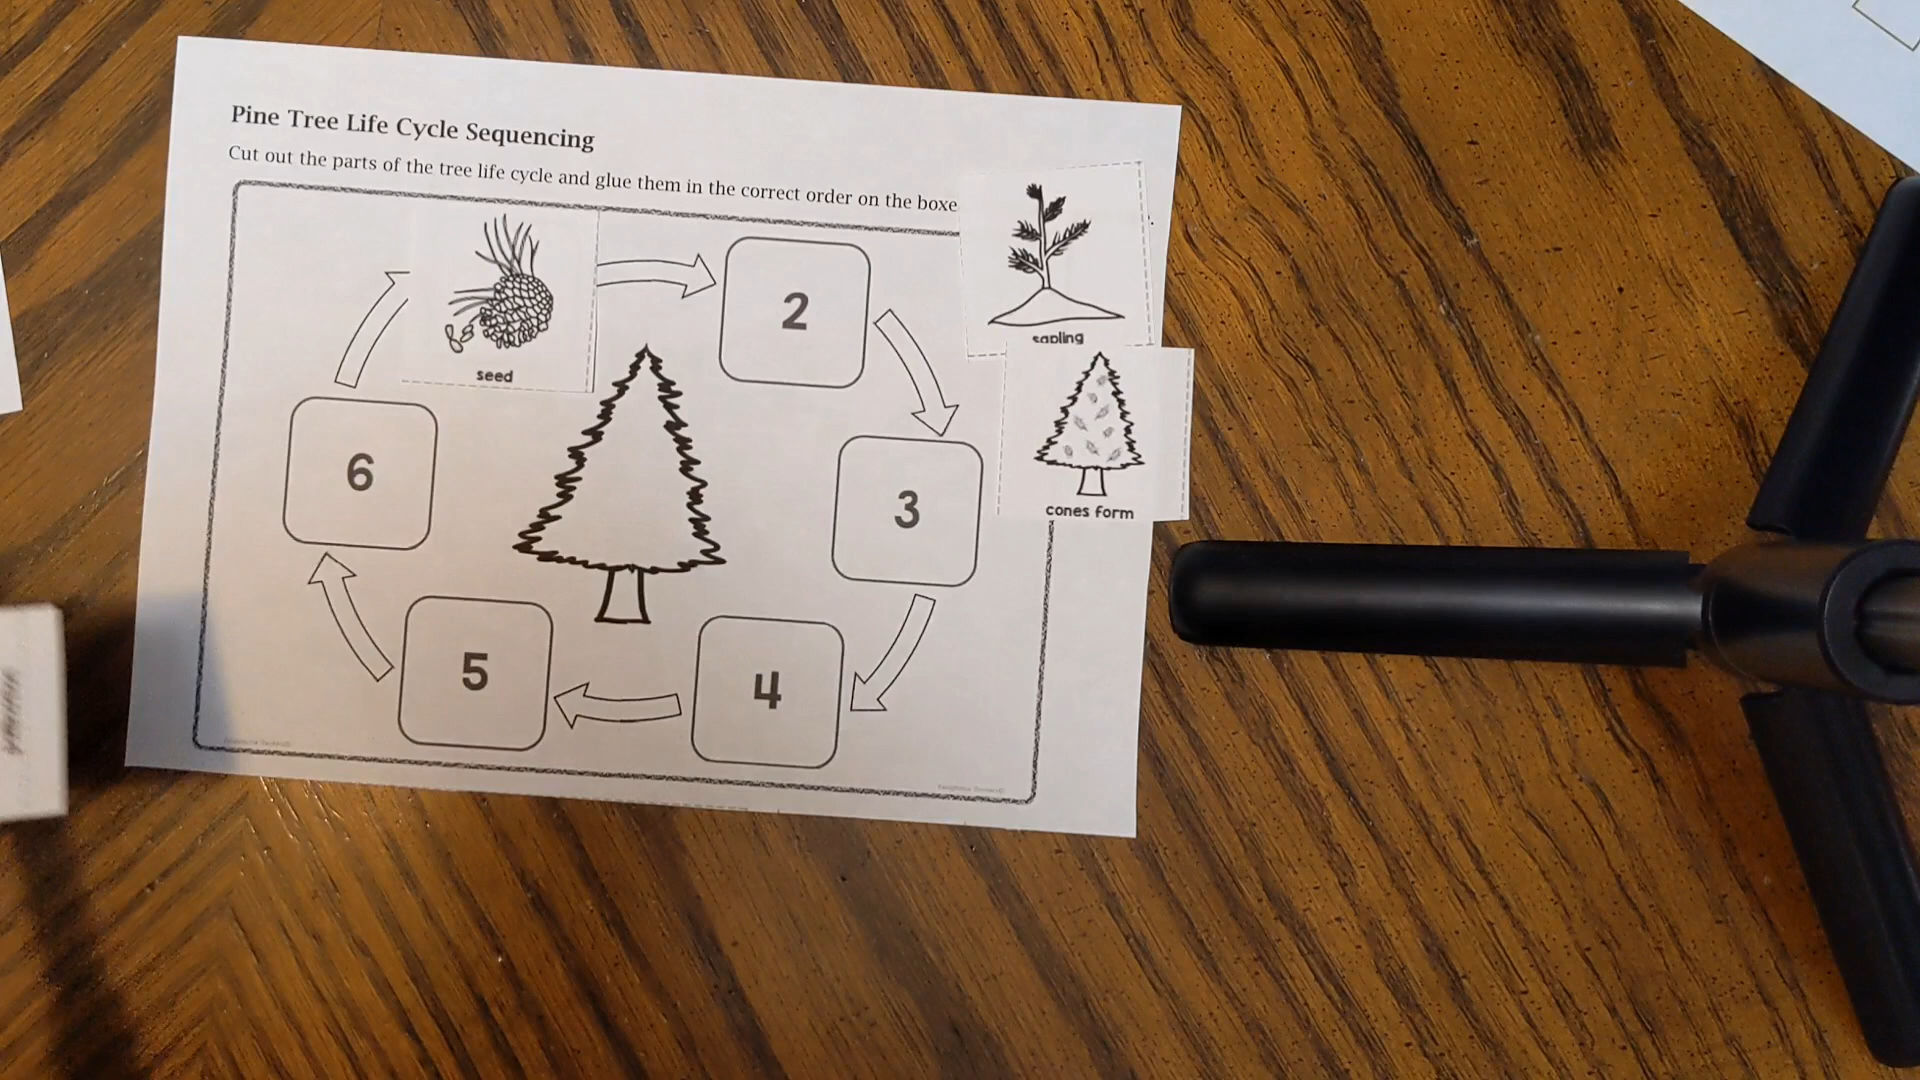 Pine Tree Life Cycle Sequencing
Cut out the parts of the tree life cycle and glue them in the correct order on the boxe
seed
2
sapling
3
cones form
4
5
6